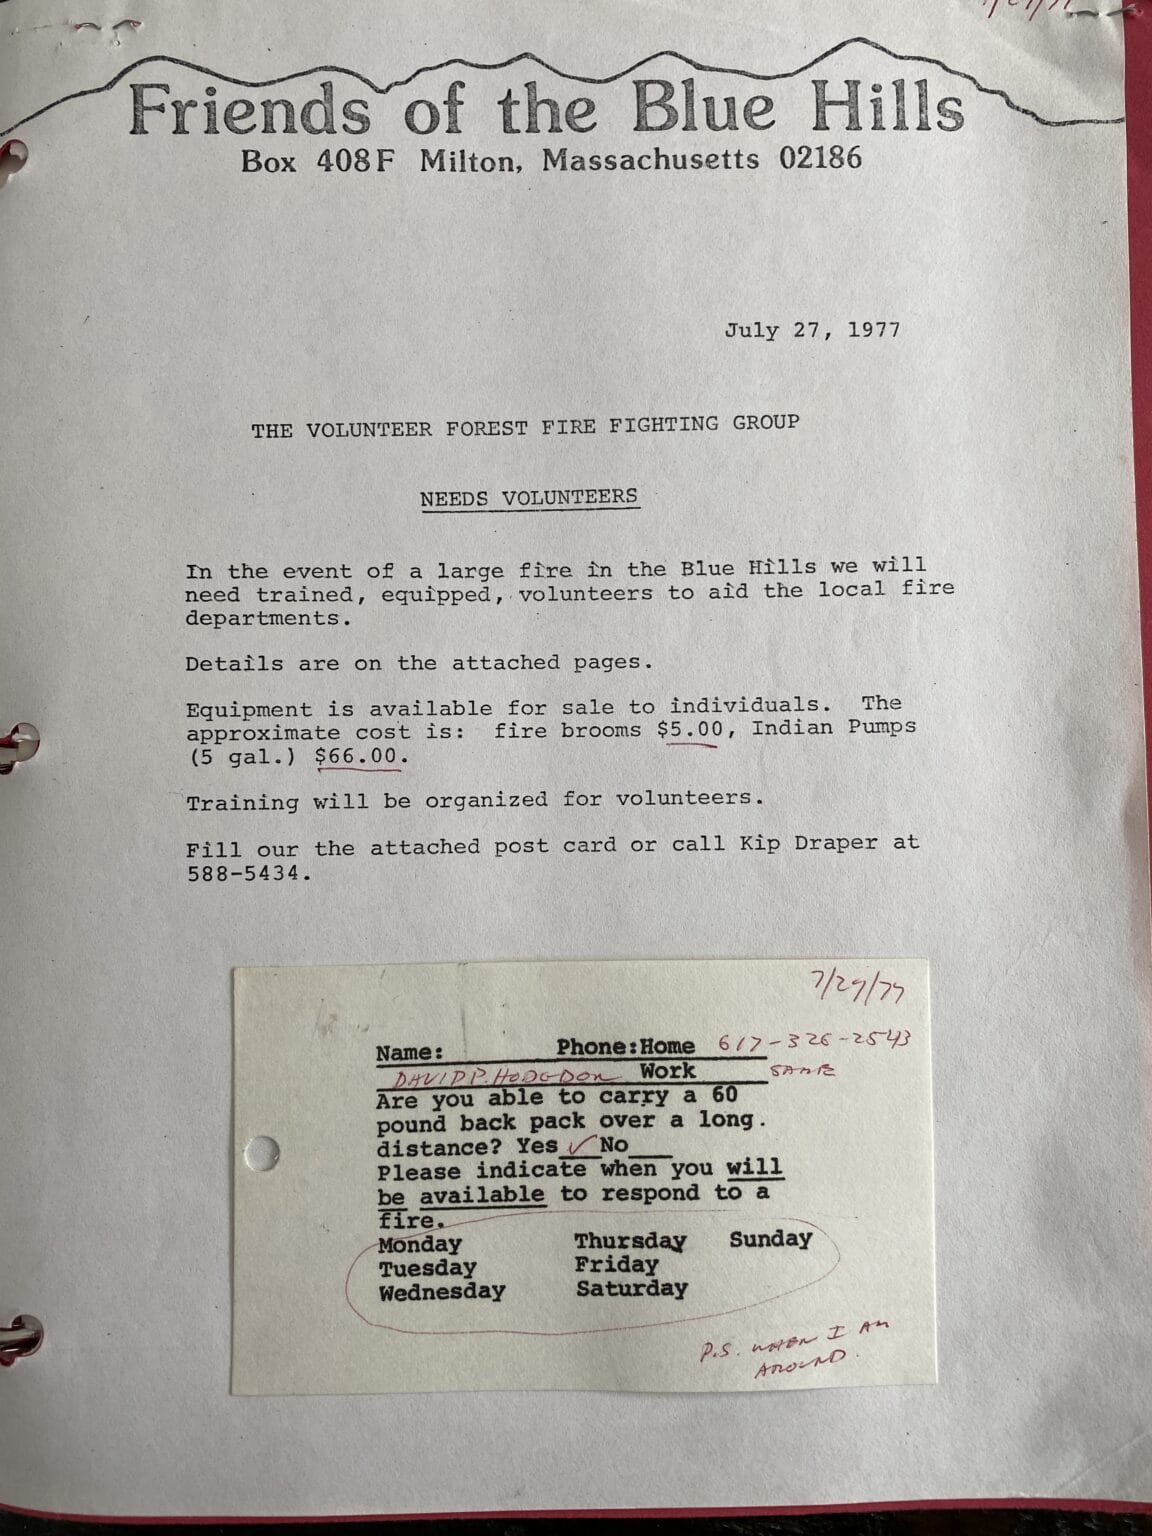 Friends of the Blue Hills
Box 408F Milton, Massachusetts 02186
July 27, 1977
THE VOLUNTEER FOREST FIRE FIGHTING GROUP
NEEDS VOLUNTEERS
In the event of a large fire in the Blue Hills we will
need trained, equipped, volunteers to aid the local fire
departments.
Details are on the attached pages.
Equipment is available for sale to individuals. The
approximate cost is: fire brooms $5.00, Indian Pumps
(5 gal.) $66.00.
Training will be organized for volunteers.
Fill our the attached post card or call Kip Draper at
588-5434.
7/29/77
Name: Phone:Home 617-326-2543
DAVID P. HODGDON Work SAME
Are you able to carry a 60
pound back pack over a long.
distance? Yes ✓ No
Please indicate when you will
be available to respond to a
fire.
Monday Thursday Sunday
Tuesday Friday
Wednesday Saturday
P.S. WHEN I AM
AROUND.